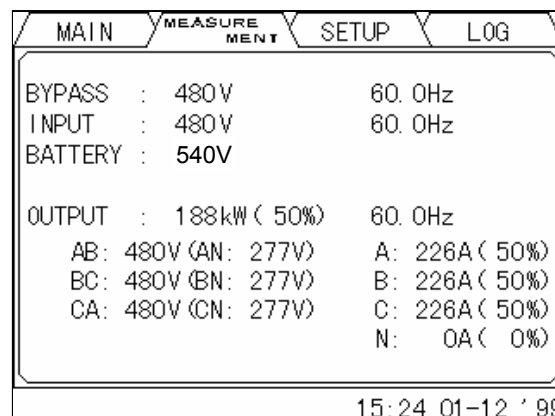 MAIN MEASUREMENT SETUP LOG
BYPASS : 480V 60.0Hz
INPUT : 480V 60.0Hz
BATTERY : 540V
OUTPUT : 188kW( 50%) 60.0Hz
AB: 480V(AN: 277V) A: 226A( 50%)
BC: 480V(BN: 277V) B: 226A( 50%)
CA: 480V(CN: 277V) C: 226A( 50%)
N: 0A( 0%)
15:24 01-12 '99